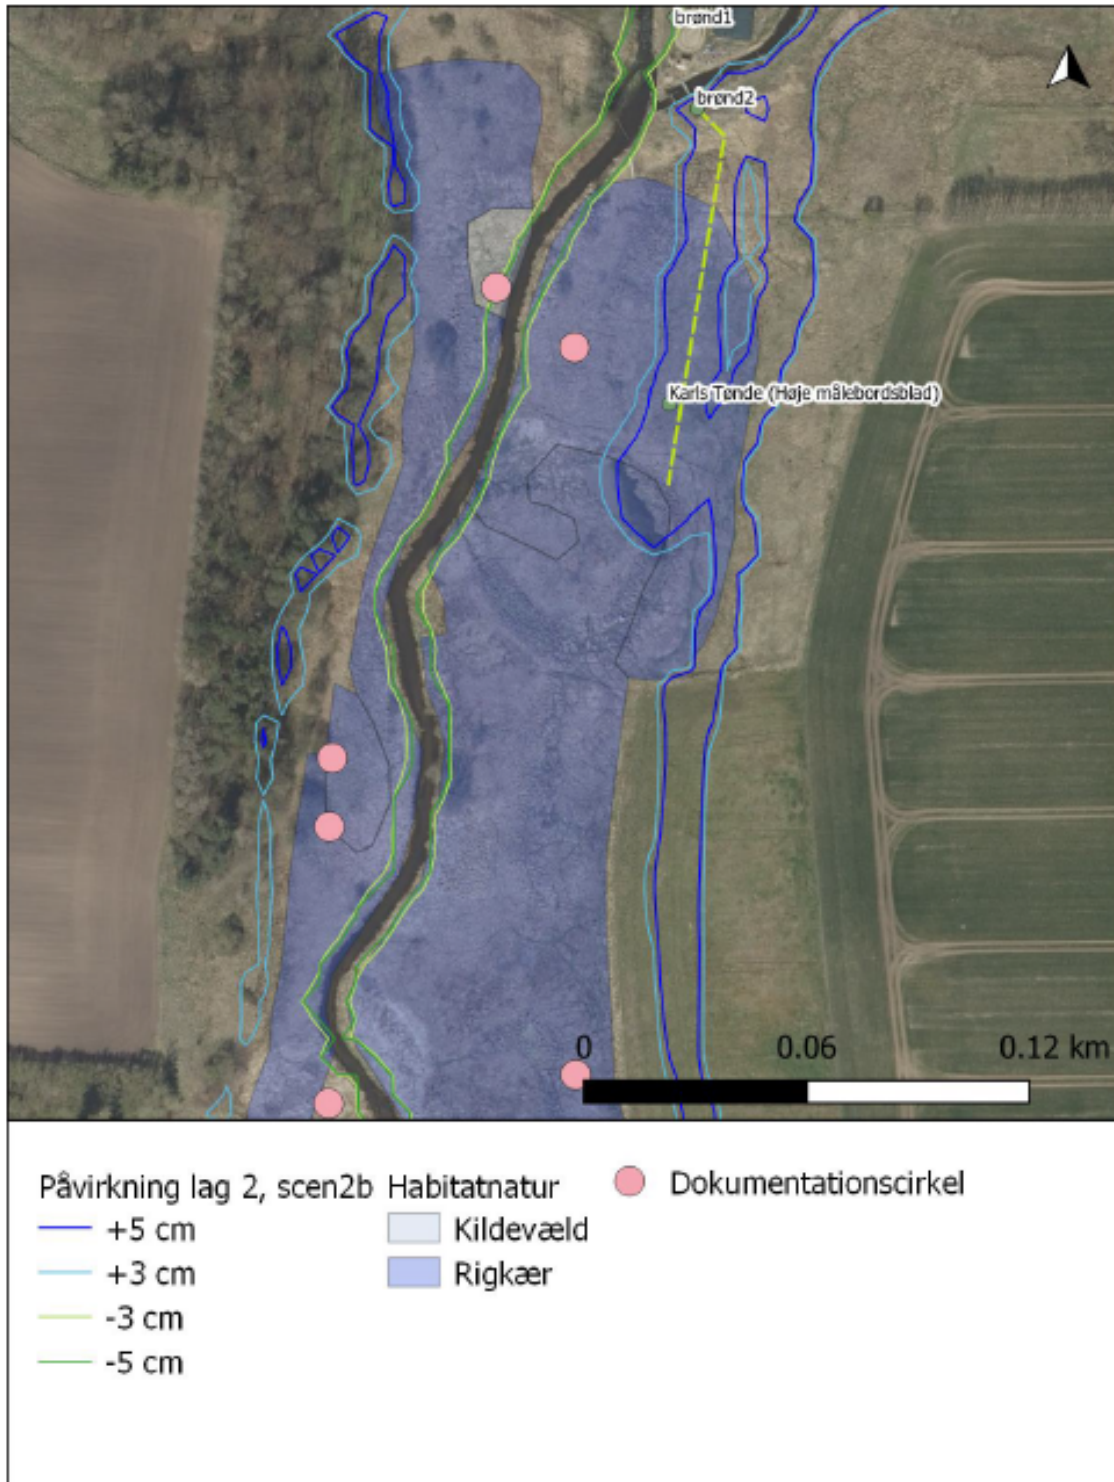 brønd1
brønd2
Karls Tønde (Høje målebordsblad)
0 0.06 0.12 km
Påvirkning lag 2, scen2b Habitatnatur Dokumentationscirkel
+5 cm Kildevæld
+3 cm Rigkær
-3 cm
-5 cm